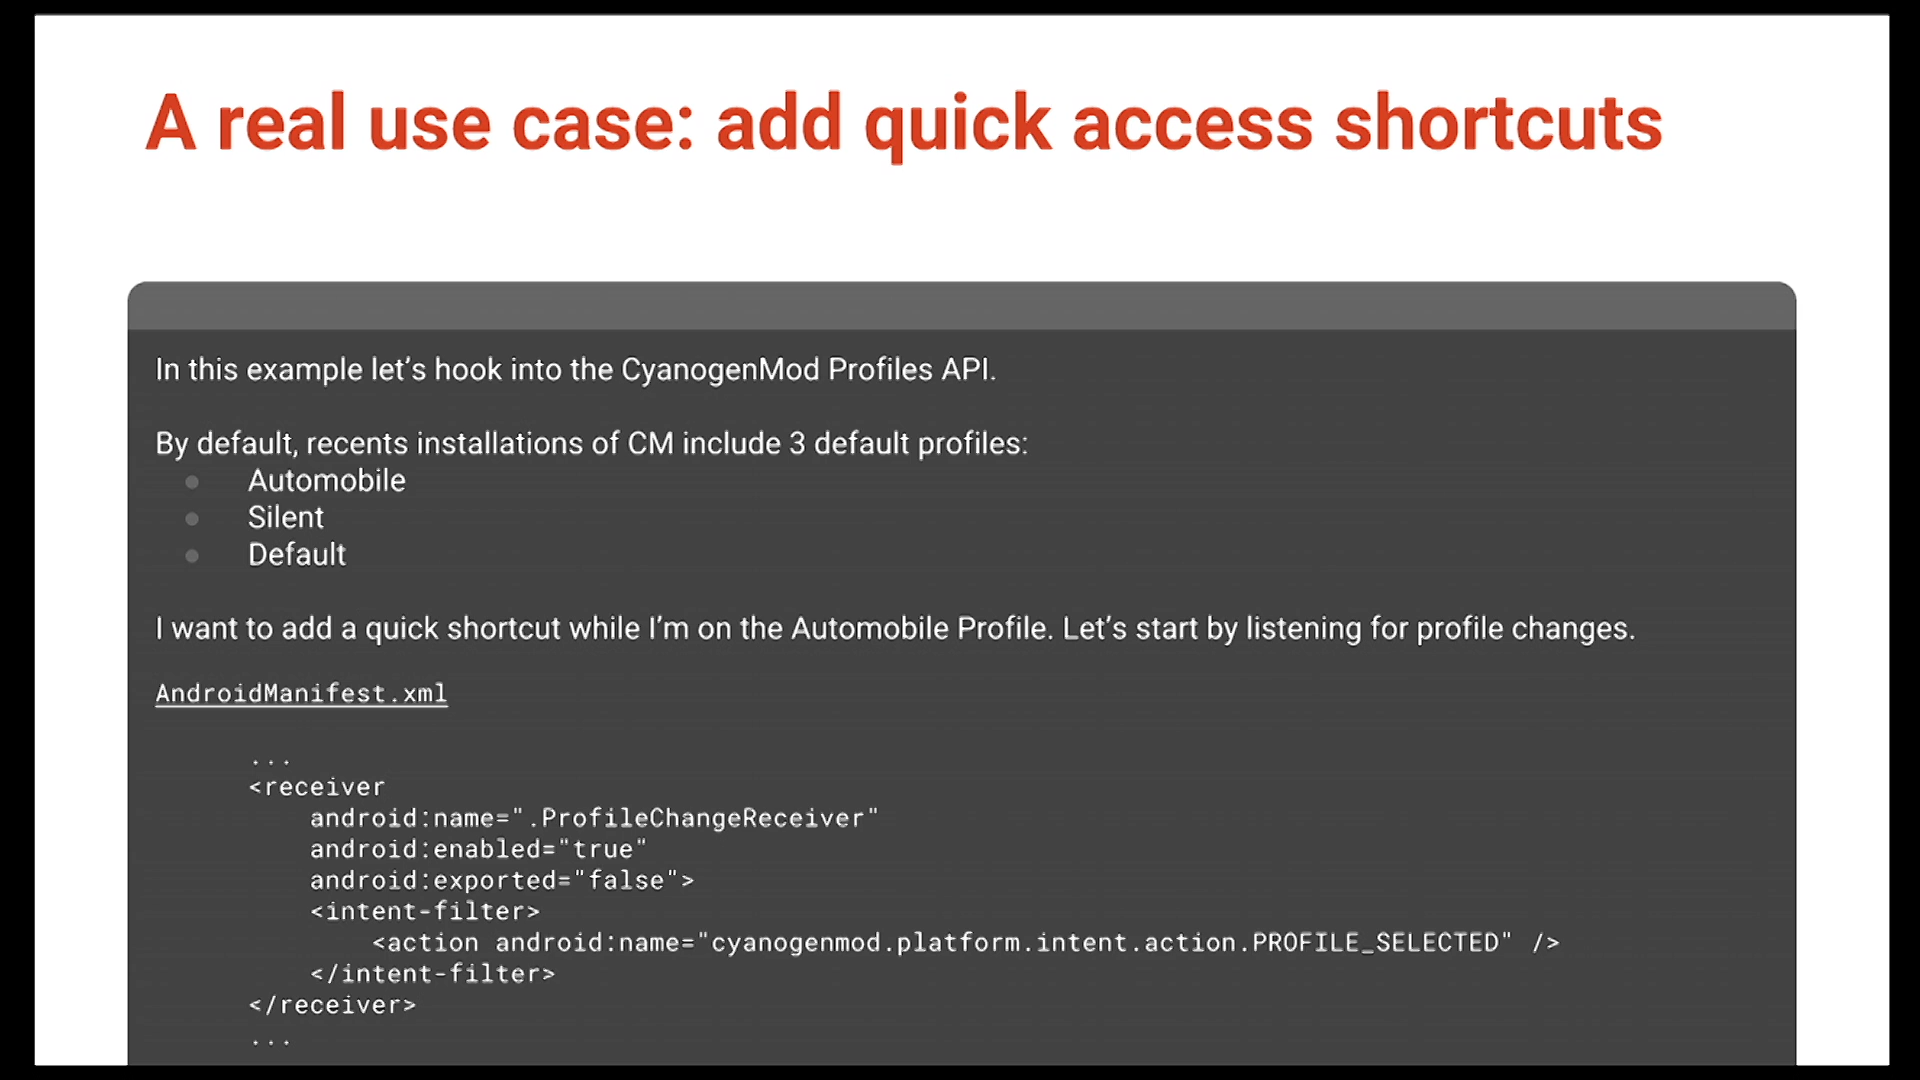 A real use case: add quick access shortcuts
In this example let’s hook into the CyanogenMod Profiles API.
By default, recents installations of CM include 3 default profiles:
● Automobile
● Silent
● Default
I want to add a quick shortcut while I’m on the Automobile Profile. Let’s start by listening for profile changes.
AndroidManifest.xml
...
<receiver
android:name=".ProfileChangeReceiver"
android:enabled="true"
android:exported="false">
<intent-filter>
<action android:name="cyanogenmod.platform.intent.action.PROFILE_SELECTED" />
</intent-filter>
</receiver>
...